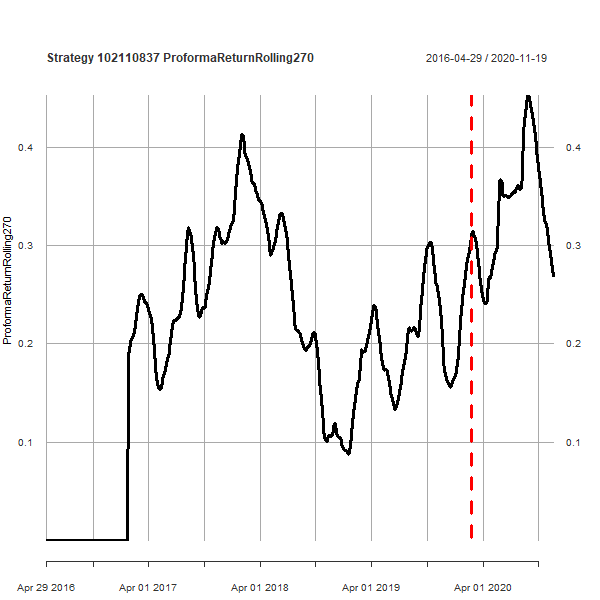 Strategy 102110837 ProformaReturnRolling270
2016-04-29 / 2020-11-19
ProformaReturnRolling270
0.4
0.4
0.3
0.3
0.2
0.2
0.1
0.1
Apr 29 2016
Apr 01 2017
Apr 01 2018
Apr 01 2019
Apr 01 2020